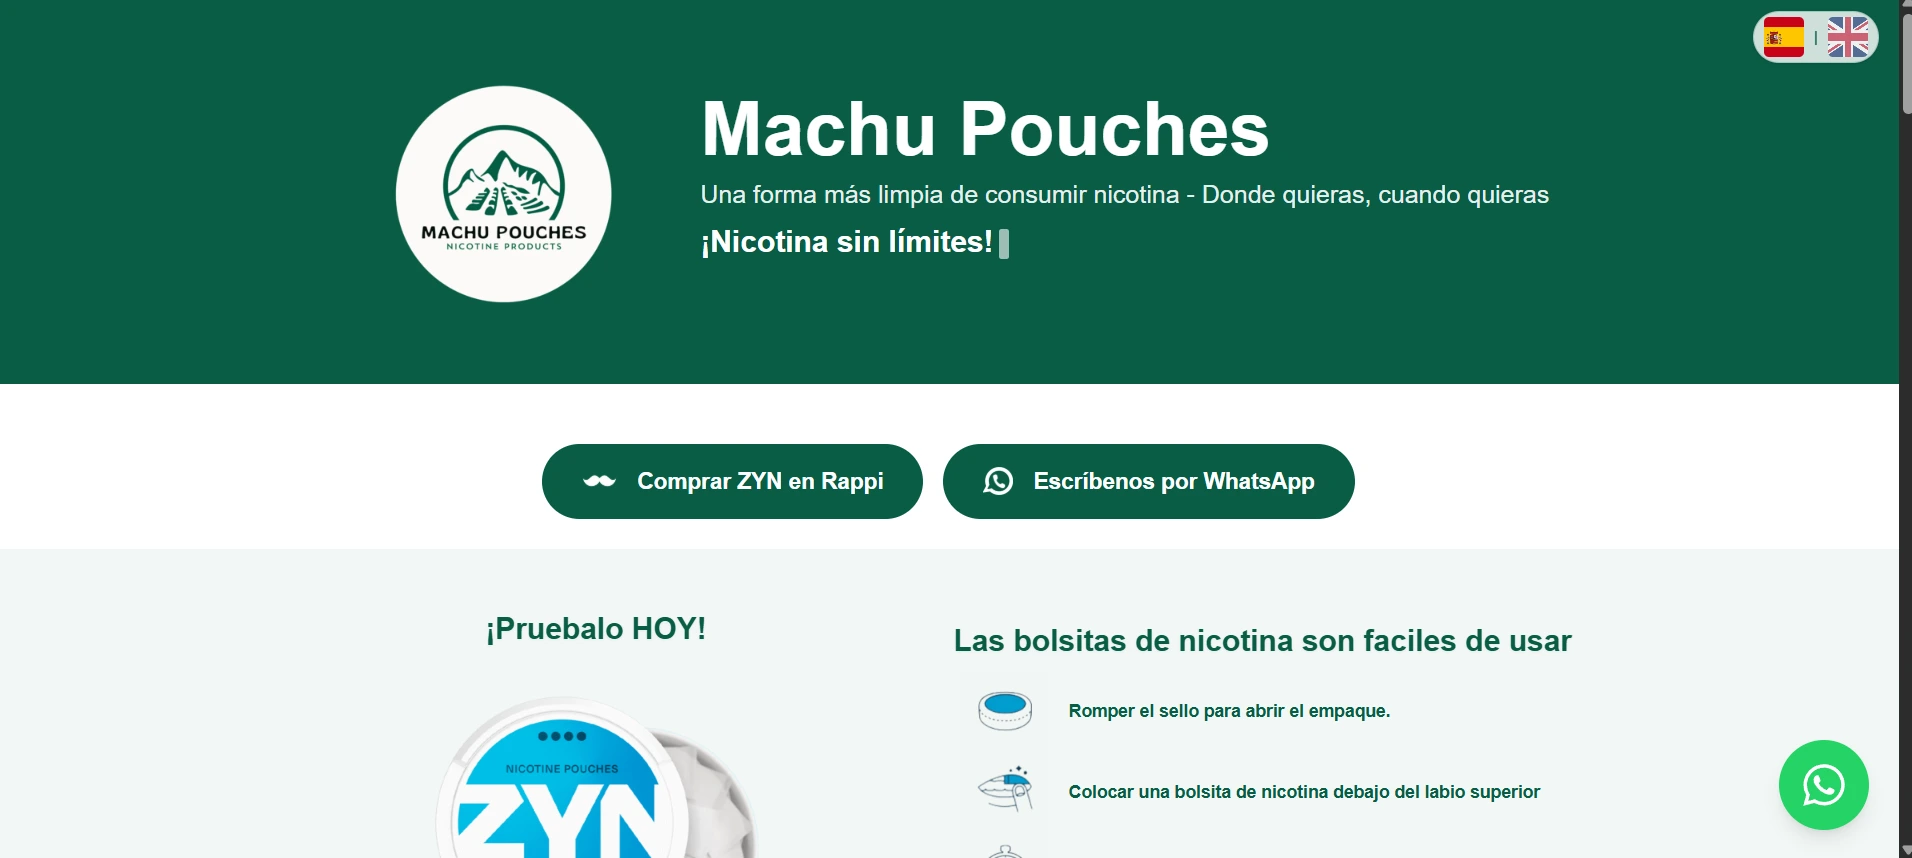 MACHU POUCHES
NICOTINE PRODUCTS
Machu Pouches
Una forma más limpia de consumir nicotina - Donde quieras, cuando quieras
¡Nicotina sin límites!
Comprar ZYN en Rappi
Escríbenos por WhatsApp
¡Pruebalo HOY!
NICOTINE POUCHES
ZYN
Las bolsitas de nicotina son faciles de usar
Romper el sello para abrir el empaque.
Colocar una bolsita de nicotina debajo del labio superior